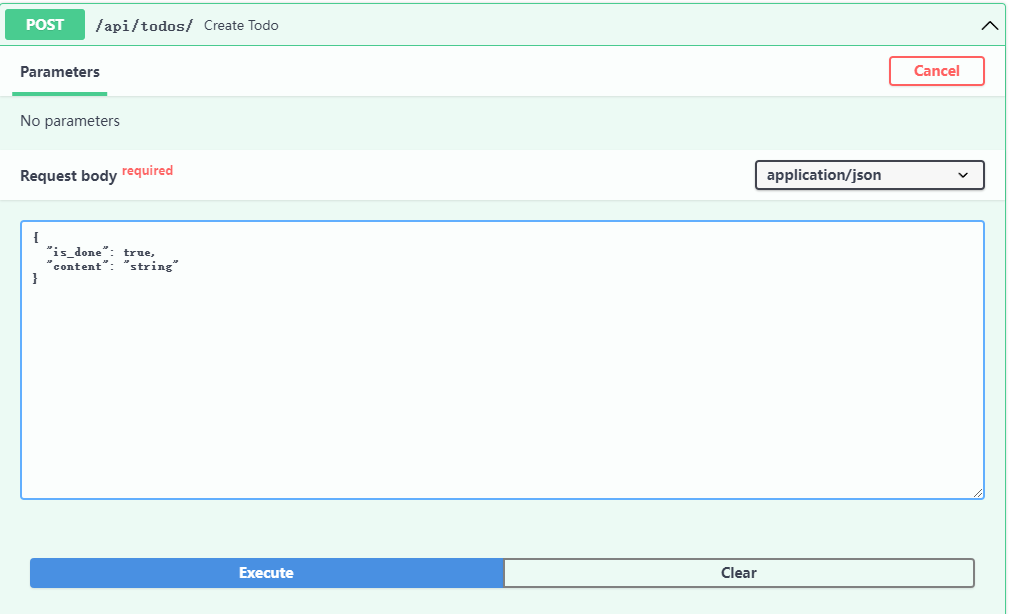 POST /api/todos/ Create Todo
Parameters Cancel
No parameters
Request body required application/json
{
  "is_done": true,
  "content": "string"
}
Execute Clear